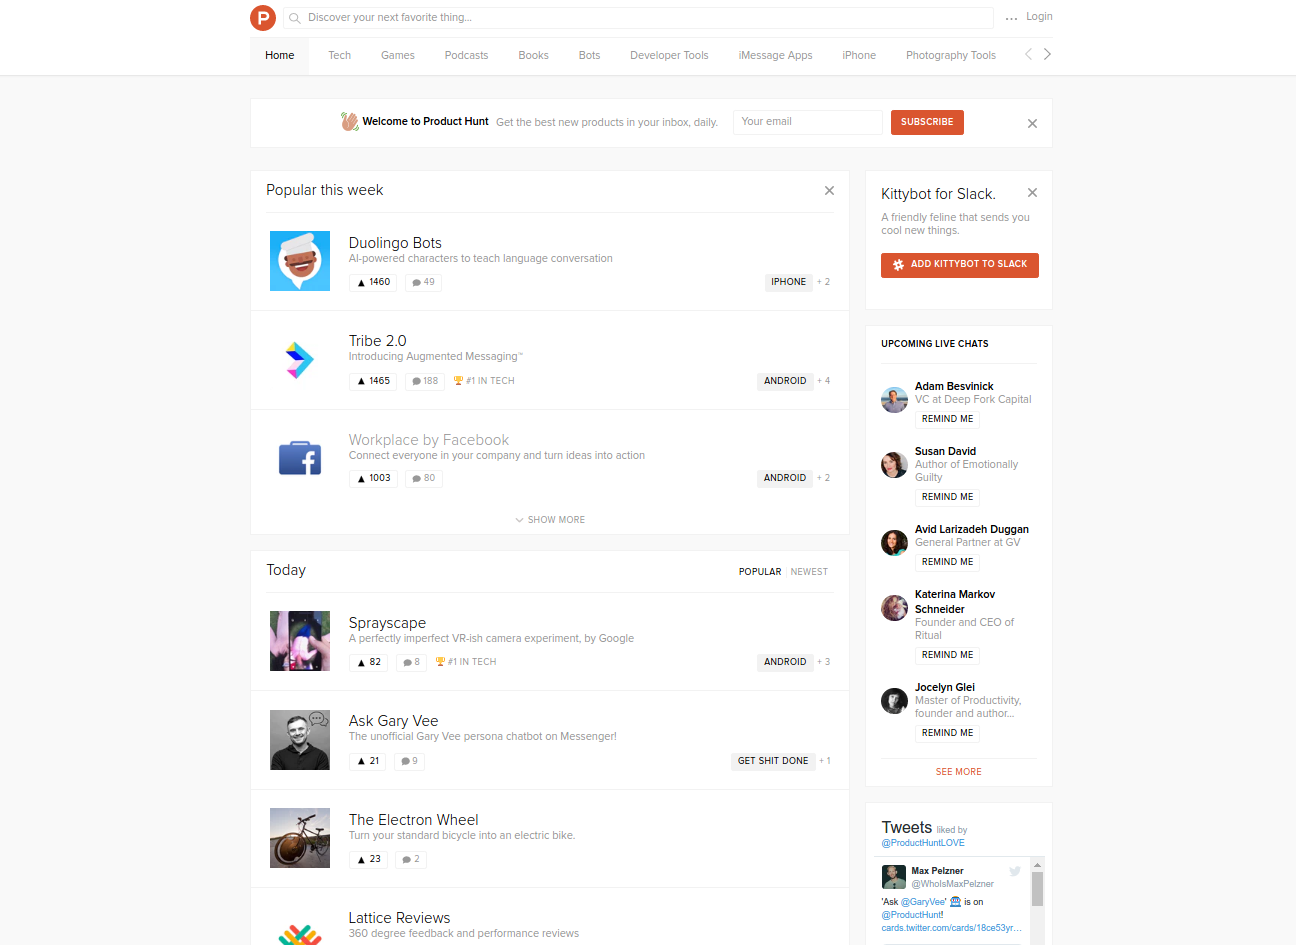 P
Discover your next favorite thing...
... Login
Home Tech Games Podcasts Books Bots Developer Tools iMessage Apps iPhone Photography Tools
Welcome to Product Hunt Get the best new products in your inbox, daily. Your email SUBSCRIBE
Popular this week
Duolingo Bots
AI-powered characters to teach language conversation
1460 49 IPHONE + 2
Tribe 2.0
Introducing Augmented Messaging™
1465 188 #1 IN TECH ANDROID + 4
Workplace by Facebook
Connect everyone in your company and turn ideas into action
1003 80 ANDROID + 2
SHOW MORE
Today POPULAR NEWEST
Sprayscape
A perfectly imperfect VR-ish camera experiment, by Google
82 8 #1 IN TECH ANDROID + 3
Ask Gary Vee
The unofficial Gary Vee persona chatbot on Messenger!
21 9 GET SHIT DONE + 1
The Electron Wheel
Turn your standard bicycle into an electric bike.
23 2
Lattice Reviews
360 degree feedback and performance reviews
Kittybot for Slack.
A friendly feline that sends you
cool new things.
ADD KITTYBOT TO SLACK
UPCOMING LIVE CHATS
Adam Besvinick
VC at Deep Fork Capital
REMIND ME
Susan David
Author of Emotionally
Guilty
REMIND ME
Avid Larizadeh Duggan
General Partner at GV
REMIND ME
Katerina Markov
Schneider
Founder and CEO of
Ritual
REMIND ME
Jocelyn Glei
Master of Productivity,
founder and author...
REMIND ME
SEE MORE
Tweets liked by
@ProductHuntLOVE
Max Pelzner
@WhoIsMaxPelzner
'Ask @GaryVee' is on
@ProductHunt!
cards.twitter.com/cards/18ce53yr...